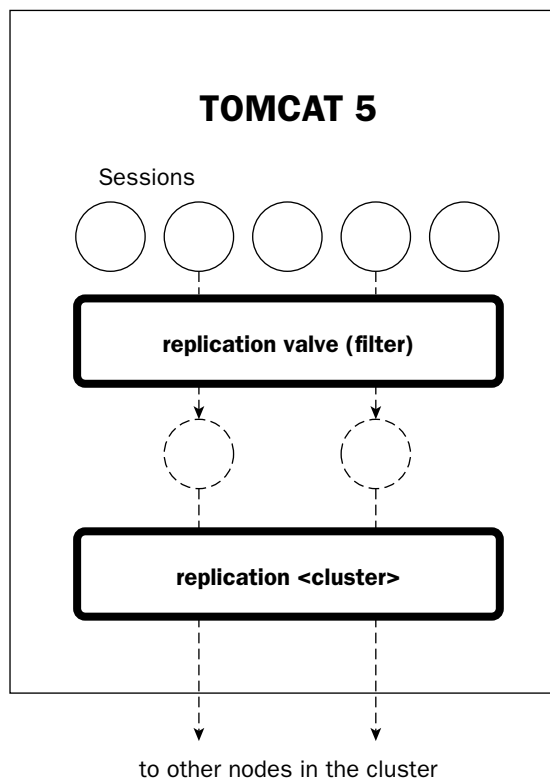 TOMCAT 5
Sessions
replication valve (filter)
replication <cluster>
to other nodes in the cluster